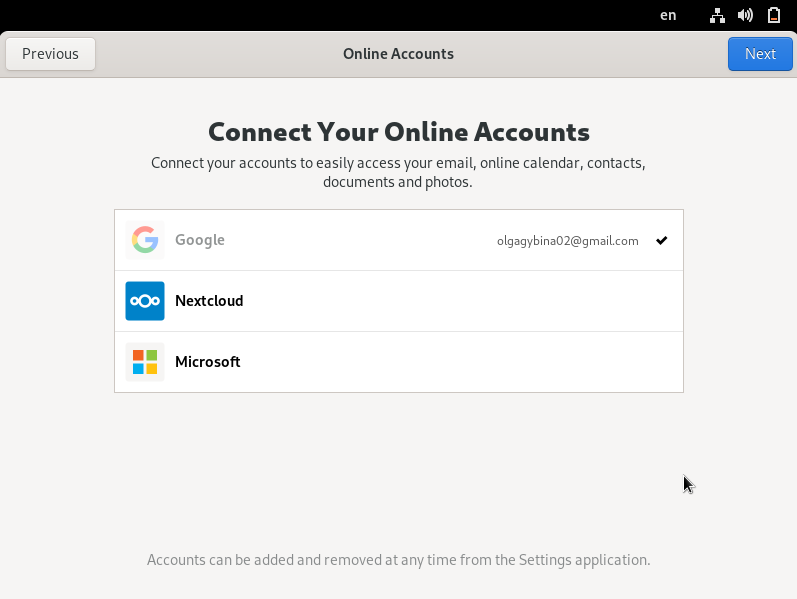 en
Previous
Online Accounts
Next
Connect Your Online Accounts
Connect your accounts to easily access your email, online calendar, contacts,
documents and photos.
Google olgagybina02@gmail.com
Nextcloud
Microsoft
Accounts can be added and removed at any time from the Settings application.